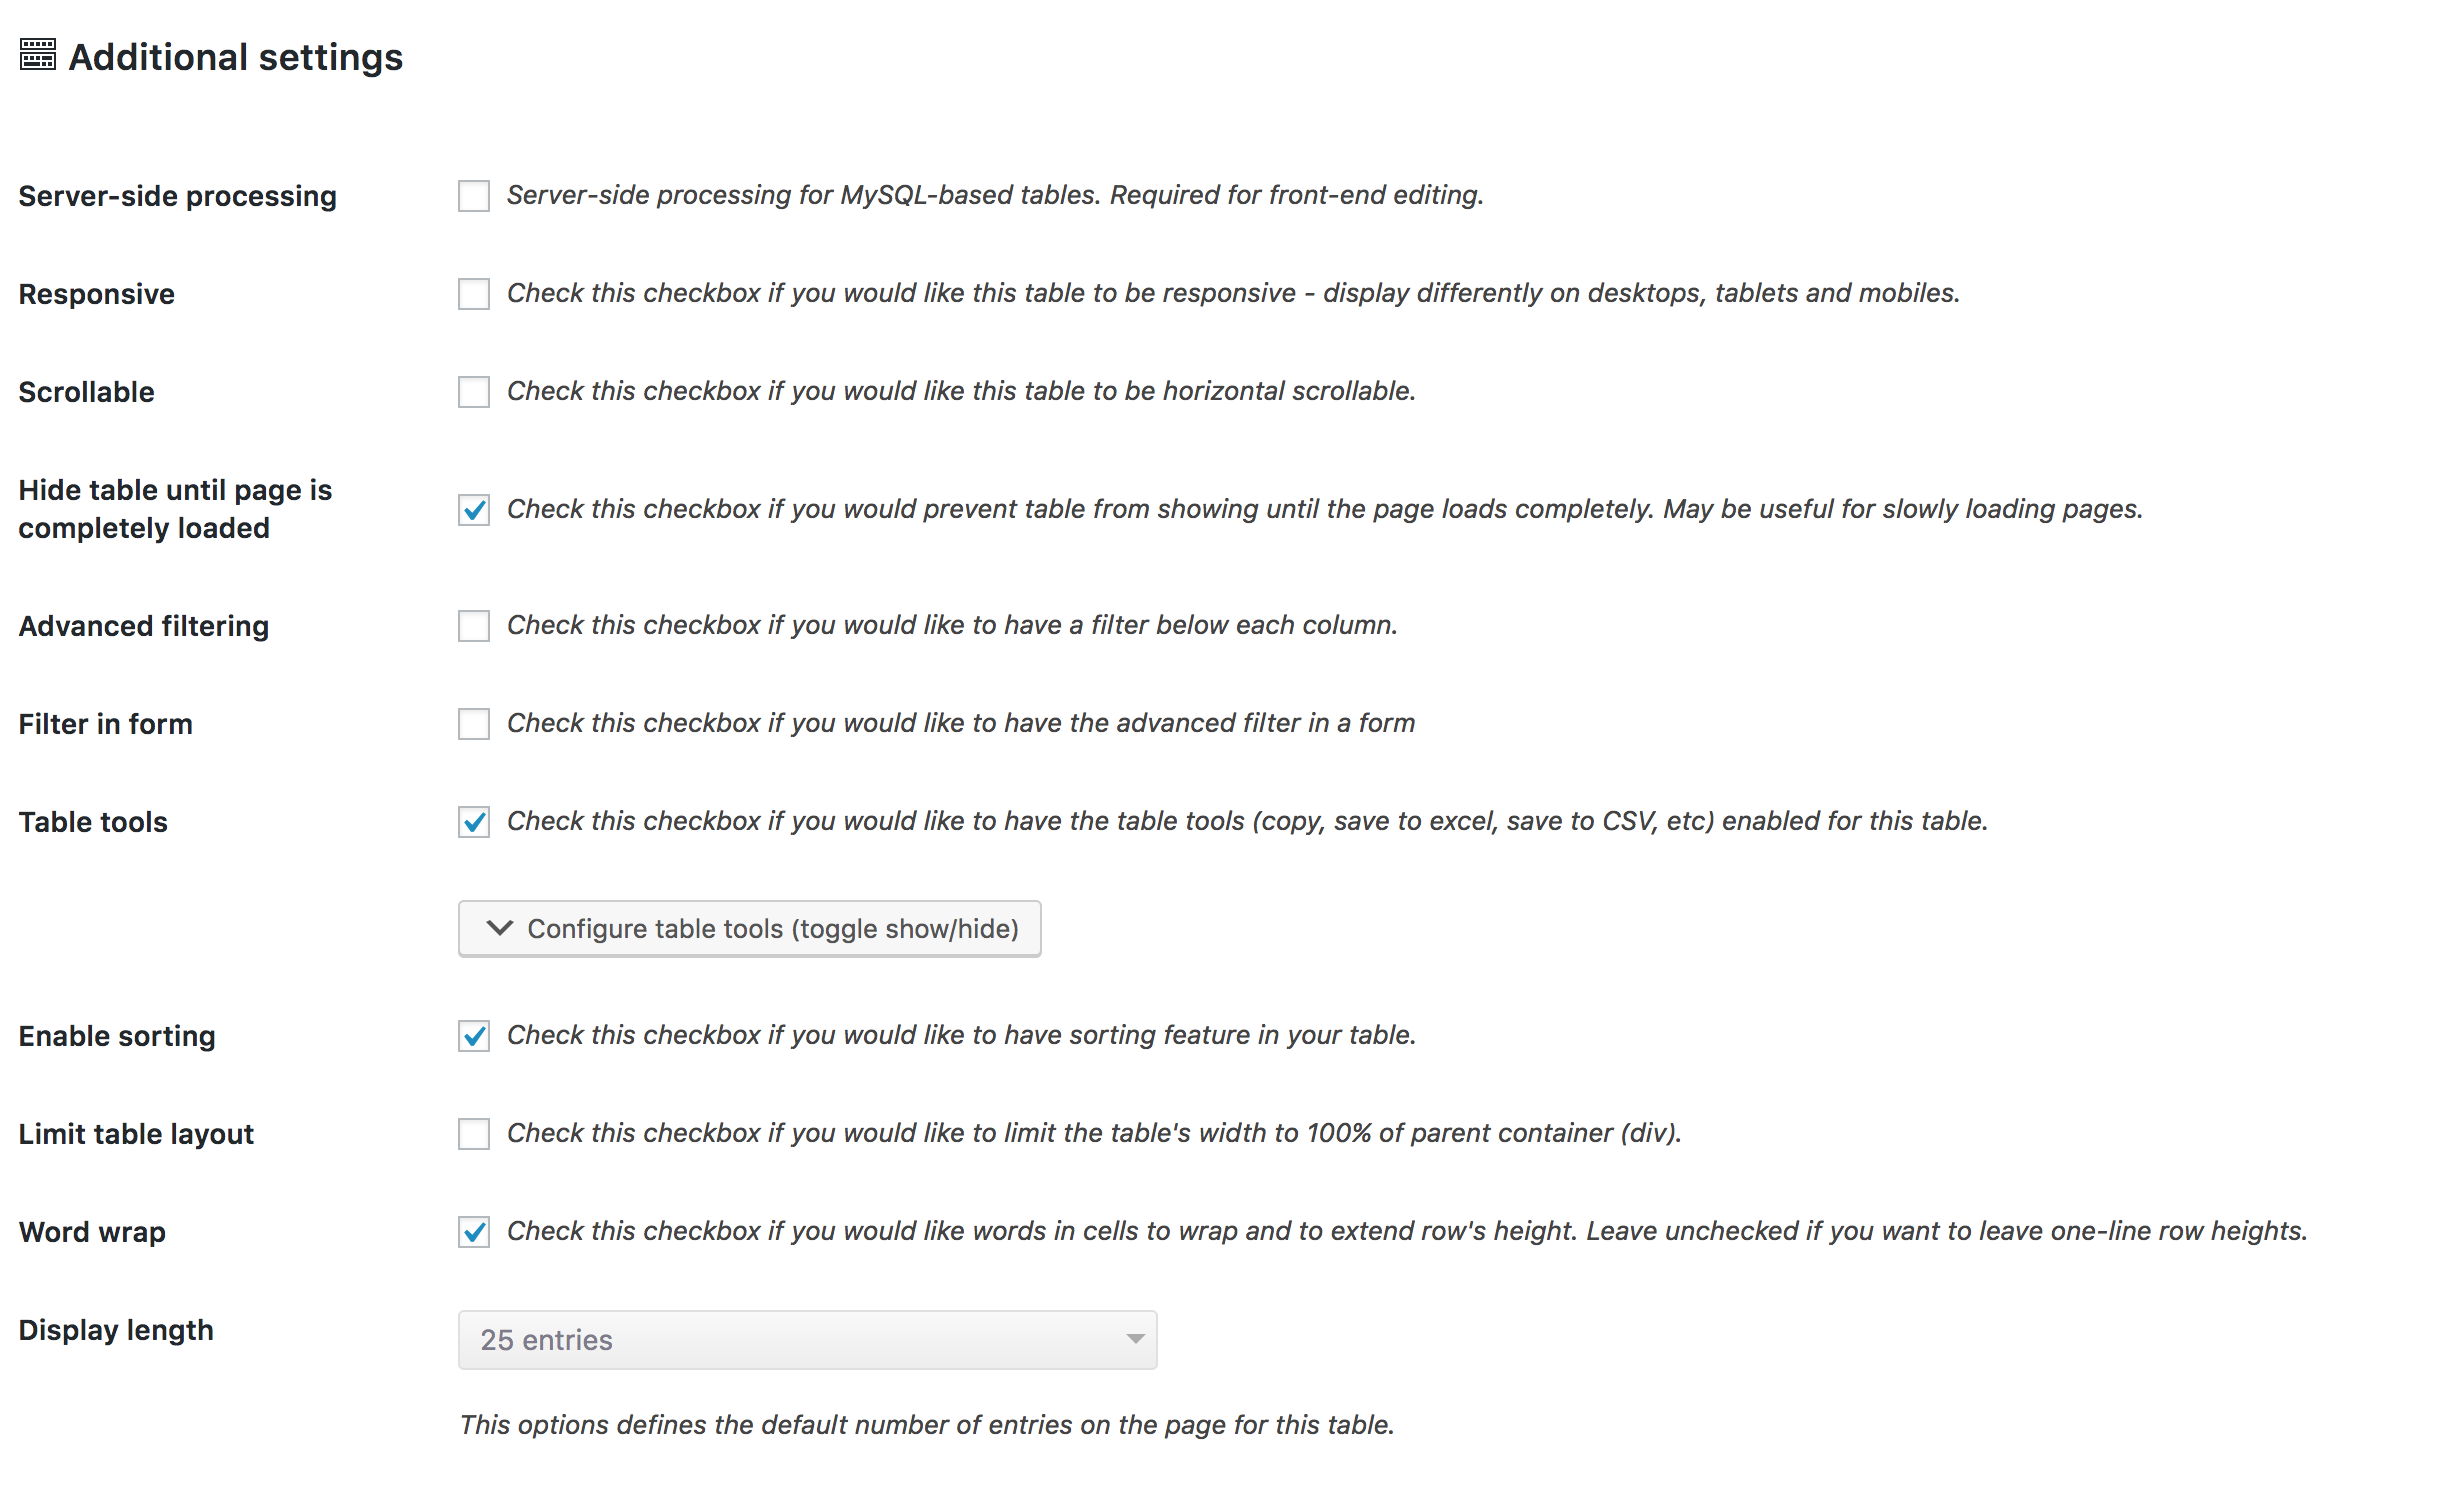 Additional settings
Server-side processing
Server-side processing for MySQL-based tables. Required for front-end editing.
Responsive
Check this checkbox if you would like this table to be responsive - display differently on desktops, tablets and mobiles.
Scrollable
Check this checkbox if you would like this table to be horizontal scrollable.
Hide table until page is
completely loaded
Check this checkbox if you would prevent table from showing until the page loads completely. May be useful for slowly loading pages.
Advanced filtering
Check this checkbox if you would like to have a filter below each column.
Filter in form
Check this checkbox if you would like to have the advanced filter in a form
Table tools
Check this checkbox if you would like to have the table tools (copy, save to excel, save to CSV, etc) enabled for this table.
Configure table tools (toggle show/hide)
Enable sorting
Check this checkbox if you would like to have sorting feature in your table.
Limit table layout
Check this checkbox if you would like to limit the table's width to 100% of parent container (div).
Word wrap
Check this checkbox if you would like words in cells to wrap and to extend row's height. Leave unchecked if you want to leave one-line row heights.
Display length
25 entries
This options defines the default number of entries on the page for this table.